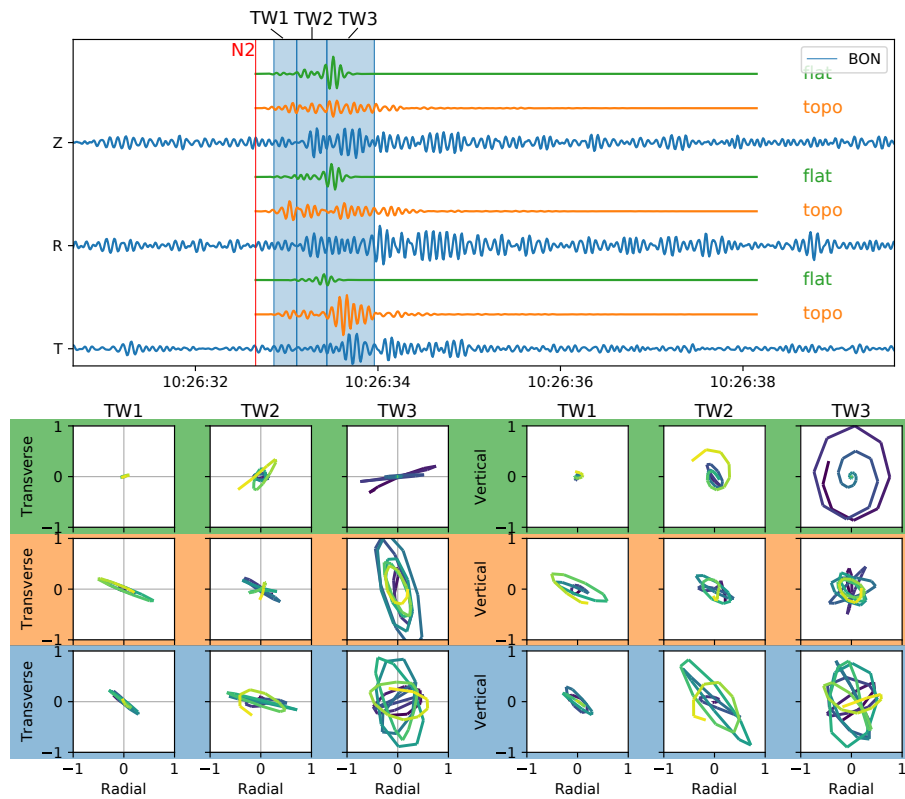 TW1 TW2 TW3
N2
BON
flat
topo
Z
flat
topo
R
flat
topo
T
10:26:32 10:26:34 10:26:36 10:26:38
TW1 TW2 TW3 TW1 TW2 TW3
Transverse 1 0 −1 Vertical 1 0 −1
Transverse 1 0 −1 Vertical 1 0 −1
Transverse 1 0 −1 Vertical 1 0 −1
−1 0 1 −1 0 1 −1 0 1 −1 0 1 −1 0 1 −1 0 1
Radial Radial Radial Radial Radial Radial